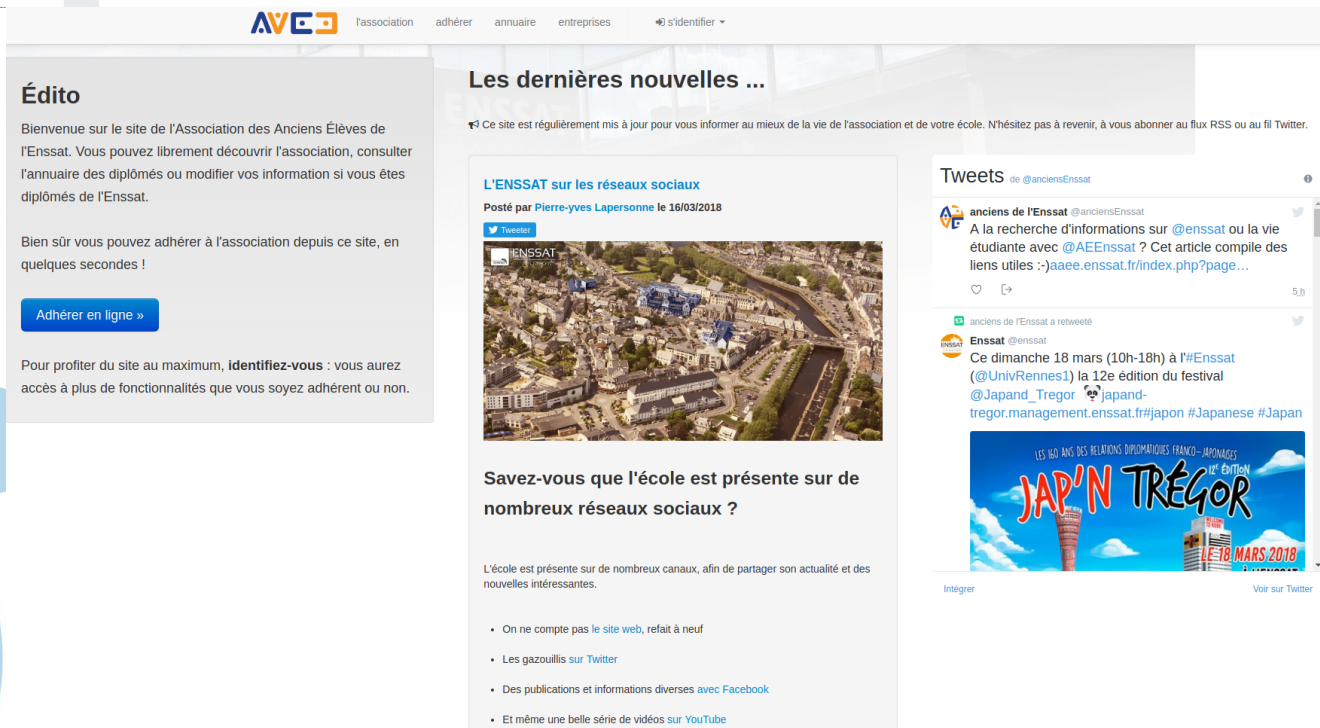 l'association adhérer annuaire entreprises s'identifier
Édito
Bienvenue sur le site de l'Association des Anciens Élèves de
l'Enssat. Vous pouvez librement découvrir l'association, consulter
l'annuaire des diplômés ou modifier vos information si vous êtes
diplômés de l'Enssat.
Bien sûr vous pouvez adhérer à l'association depuis ce site, en
quelques secondes !
Adhérer en ligne »
Pour profiter du site au maximum, identifiez-vous : vous aurez
accès à plus de fonctionnalités que vous soyez adhérent ou non.
ENSSAT
Les dernières nouvelles ...
Ce site est régulièrement mis à jour pour vous informer au mieux de la vie de l'association et de votre école. N'hésitez pas à revenir, à vous abonner au flux RSS ou au fil Twitter.
L'ENSSAT sur les réseaux sociaux
Posté par Pierre-yves Lapersonne le 16/03/2018
Tweeter
ENSSAT
Savez-vous que l'école est présente sur de
nombreux réseaux sociaux ?
L'école est présente sur de nombreux canaux, afin de partager son actualité et des
nouvelles intéressantes.
On ne compte pas le site web, refait à neuf
Les gazouillis sur Twitter
Des publications et informations diverses avec Facebook
Et même une belle série de vidéos sur YouTube
Tweets de @anciensEnssat
anciens de l'Enssat @anciensEnssat
A la recherche d'informations sur @enssat ou la vie
étudiante avec @AEEnssat ? Cet article compile des
liens utiles :-)aaee.enssat.fr/index.php?page…
5 h
anciens de l'Enssat a retweeté
ENSSAT
Enssat @enssat
Ce dimanche 18 mars (10h-18h) à l'#Enssat
(@UnivRennes1) la 12e édition du festival
@Japand_Tregor japand-
tregor.management.enssat.fr#japon #Japanese #Japan
LES 160 ANS DES RELATIONS DIPLOMATIQUES FRANCO-JAPONAISES
12E ÉDITION
JAP'N TRÉGOR
WELCOME TO KOBE
LE 18 MARS 2018
À L'ENSSAT
Intégrer Voir sur Twitter